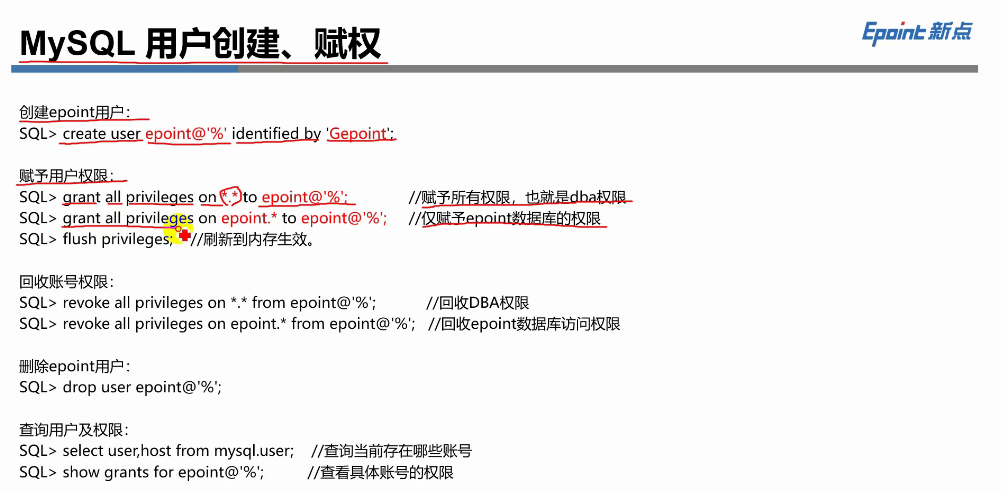 MySQL 用户创建、赋权
Epoint 新点
创建epoint用户：
SQL> create user epoint@'%' identified by 'Gepoint';
赋予用户权限：
SQL> grant all privileges on *.* to epoint@'%'; //赋予所有权限，也就是dba权限
SQL> grant all privileges on epoint.* to epoint@'%'; //仅赋予epoint数据库的权限
SQL> flush privileges; //刷新到内存生效。
回收账号权限：
SQL> revoke all privileges on *.* from epoint@'%'; //回收DBA权限
SQL> revoke all privileges on epoint.* from epoint@'%'; //回收epoint数据库访问权限
删除epoint用户：
SQL> drop user epoint@'%';
查询用户及权限：
SQL> select user,host from mysql.user; //查询当前存在哪些账号
SQL> show grants for epoint@'%'; //查看具体账号的权限